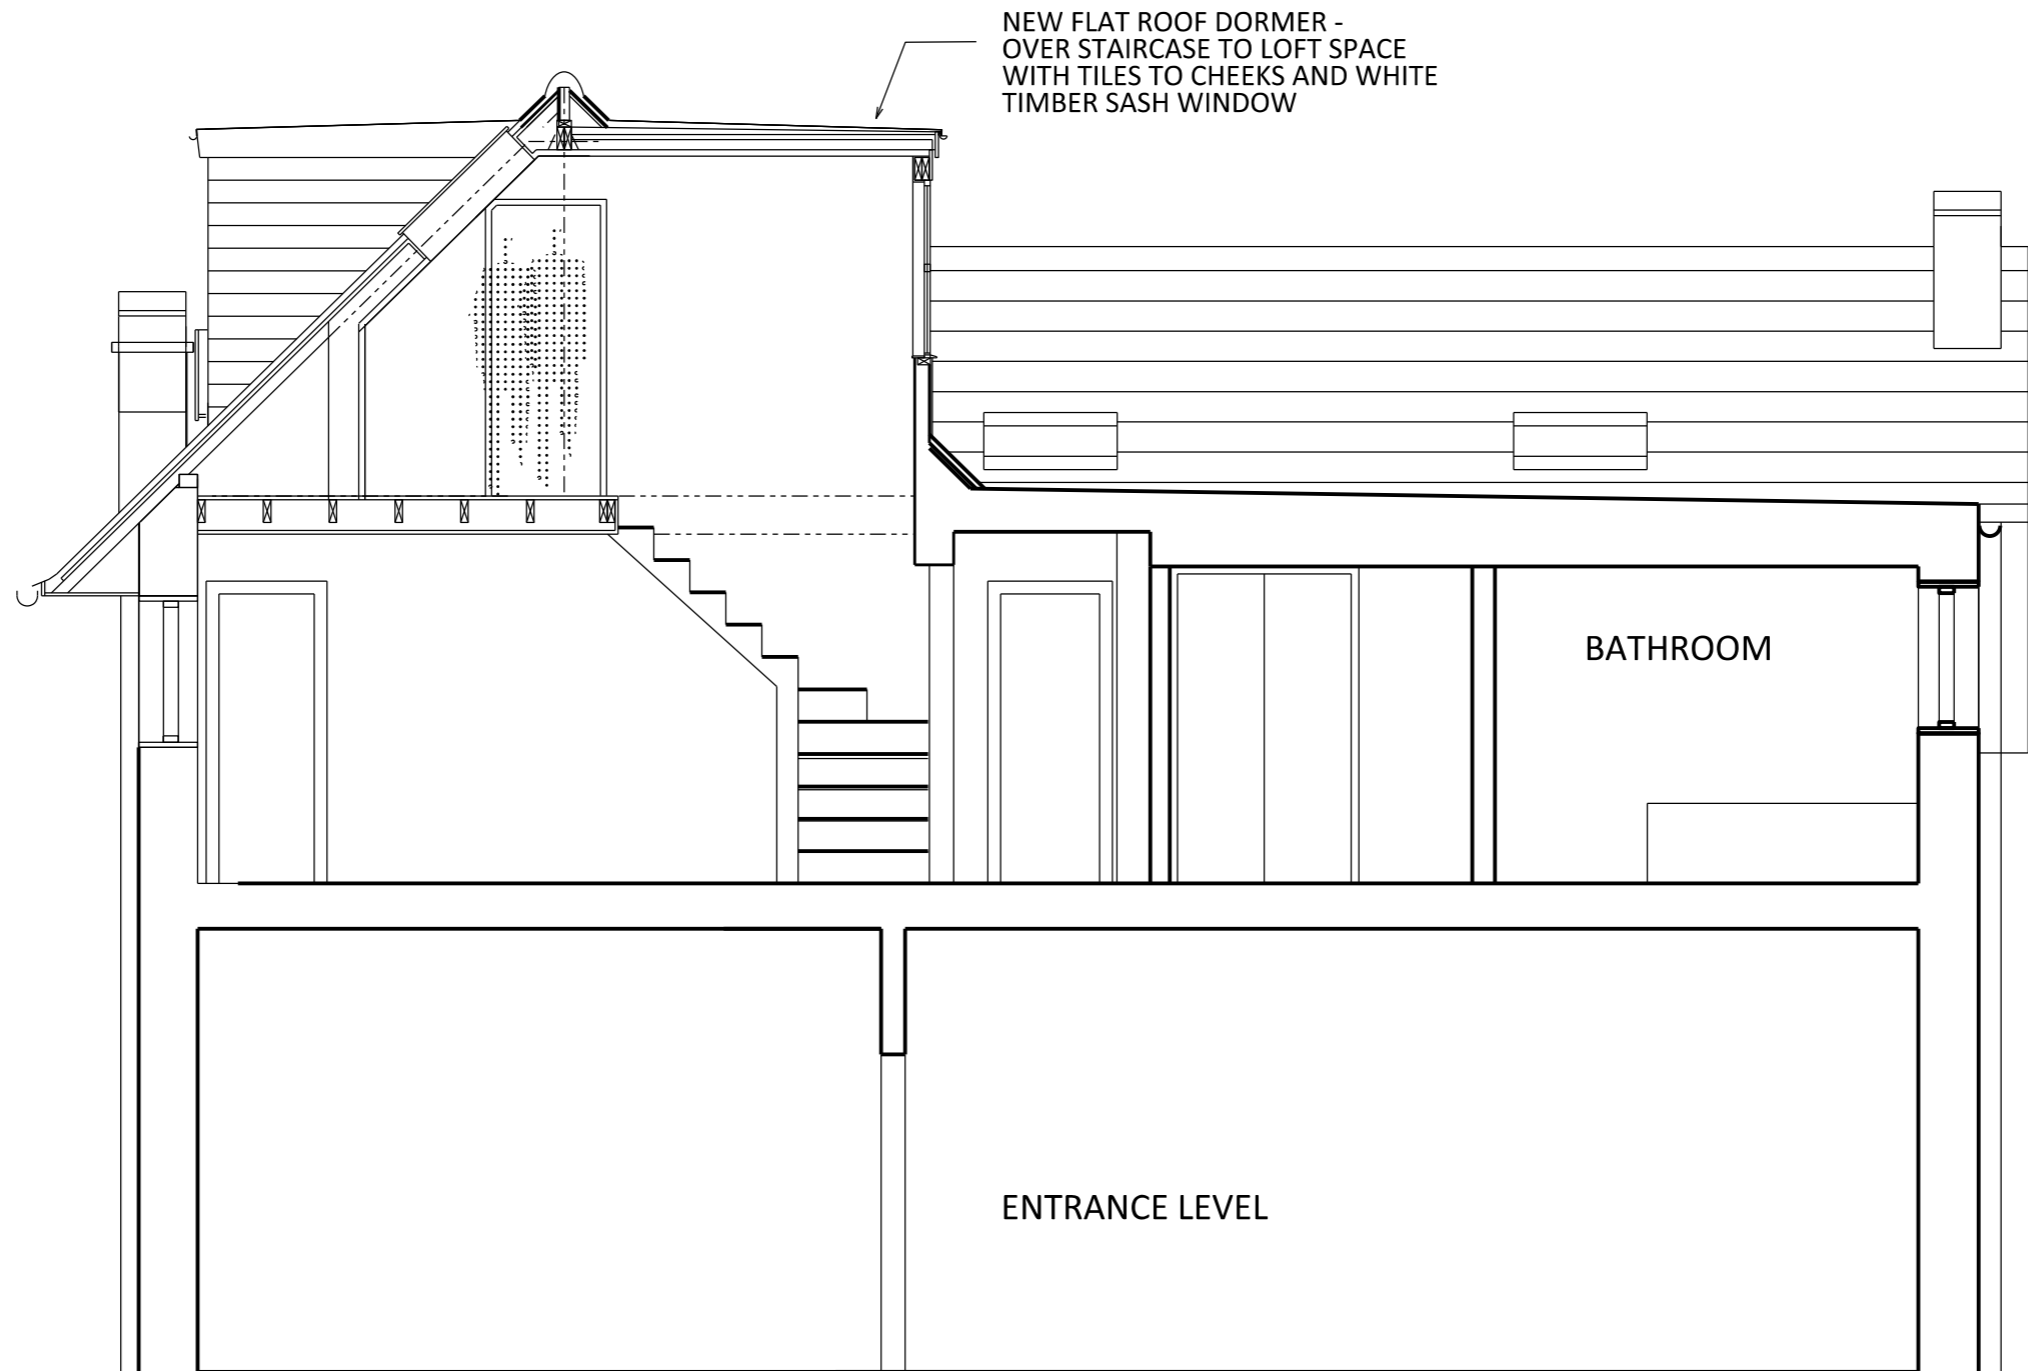 NEW FLAT ROOF DORMER -
OVER STAIRCASE TO LOFT SPACE
WITH TILES TO CHEEKS AND WHITE
TIMBER SASH WINDOW
BATHROOM
ENTRANCE LEVEL